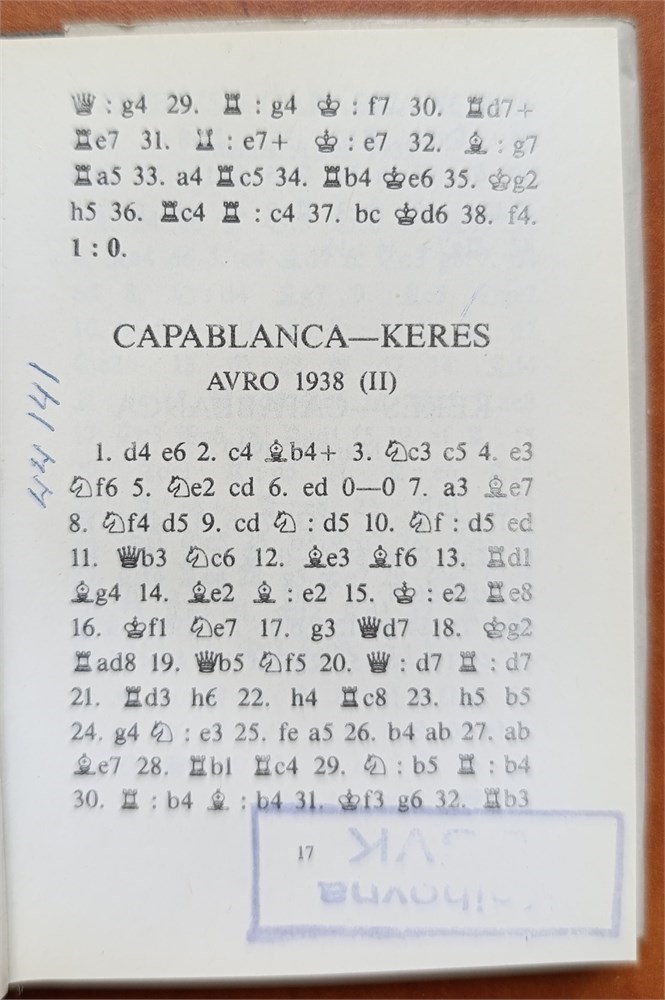 ♛ : g4 29. ♜ : g4 ♚ : f7 30. ♜d7+
♜e7 31. ♜ : e7+ ♚ : e7 32. ♝ : g7
♜a5 33. a4 ♜c5 34. ♜b4 ♚e6 35. ♚g2
h5 36. ♜c4 ♜ : c4 37. bc ♚d6 38. f4.
1 : 0.
CAPABLANCA—KERES
AVRO 1938 (II)
1. d4 e6 2. c4 ♝b4+ 3. ♞c3 c5 4. e3
♞f6 5. ♞e2 cd 6. ed 0—0 7. a3 ♝e7
8. ♞f4 d5 9. cd ♞ : d5 10. ♞f : d5 ed
11. ♛b3 ♞c6 12. ♝e3 ♝f6 13. ♜d1
♝g4 14. ♝e2 ♝ : e2 15. ♚ : e2 ♜e8
16. ♚f1 ♞e7 17. g3 ♛d7 18. ♚g2
♜ad8 19. ♛b5 ♞f5 20. ♛ : d7 ♜ : d7
21. ♜d3 h6 22. h4 ♜c8 23. h5 b5
24. g4 ♞ : e3 25. fe a5 26. b4 ab 27. ab
♝e7 28. ♜b1 ♜c4 29. ♞ : b5 ♜ : b4
30. ♜ : b4 ♝ : b4 31. ♚f3 g6 32. ♜b3
17